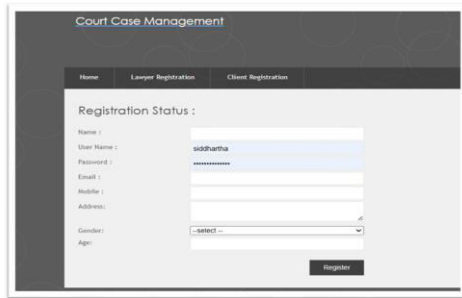 Court Case Management
Home Lawyer Registration Client Registration
Registration Status :
Name :
User Name : siddhartha
Password : ••••••••••••••
Email :
Mobile :
Address:
Gender: --select --
Age:
Register